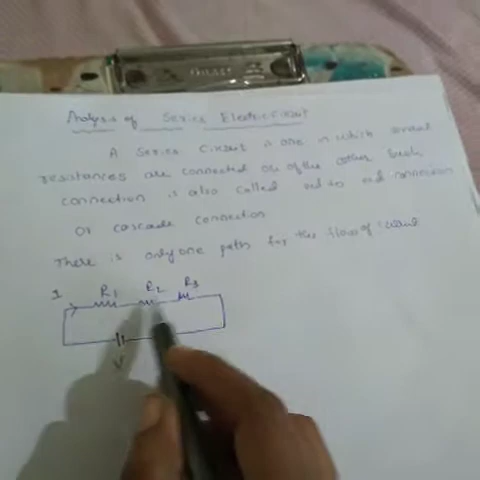 Analysis of Series Electric Circuit
A Series Circuit is one in which several
resistances are connected one of the other. Such
connection is also called end to end connection
or cascade connection
There is only one path for the flow of current
I R1 R2 R3
V